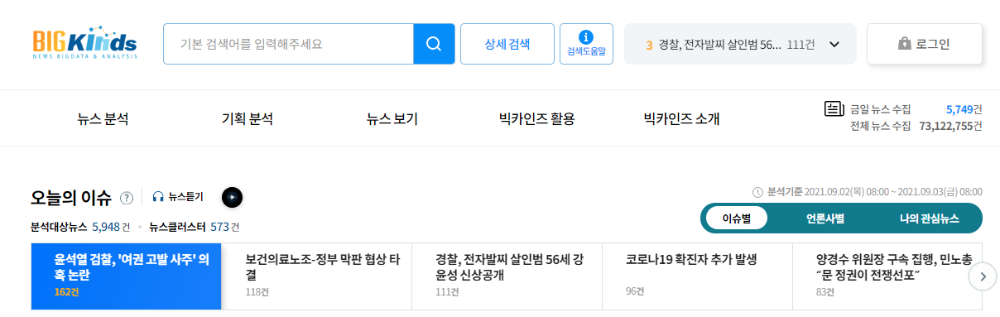 BIGKinds
NEWS BIGDATA & ANALYSIS
기본 검색어를 입력해주세요
상세 검색
검색도움말
3 경찰, 전자발찌 살인범 56... 111건
로그인
뉴스 분석
기획 분석
뉴스 보기
빅카인즈 활용
빅카인즈 소개
금일 뉴스 수집 5,749건
전체 뉴스 수집 73,122,755건
오늘의 이슈 ?
뉴스듣기
분석기준 2021.09.02(목) 08:00 ~ 2021.09.03(금) 08:00
분석대상뉴스 5,948 건 뉴스클러스터 573 건
이슈별
언론사별
나의 관심뉴스
윤석열 검찰, '여권 고발 사주' 의
혹 논란
162건
보건의료노조-정부 막판 협상 타
결
118건
경찰, 전자발찌 살인범 56세 강
윤성 신상공개
111건
코로나19 확진자 추가 발생
96건
양경수 위원장 구속 집행, 민노총
“문 정권이 전쟁선포”
83건